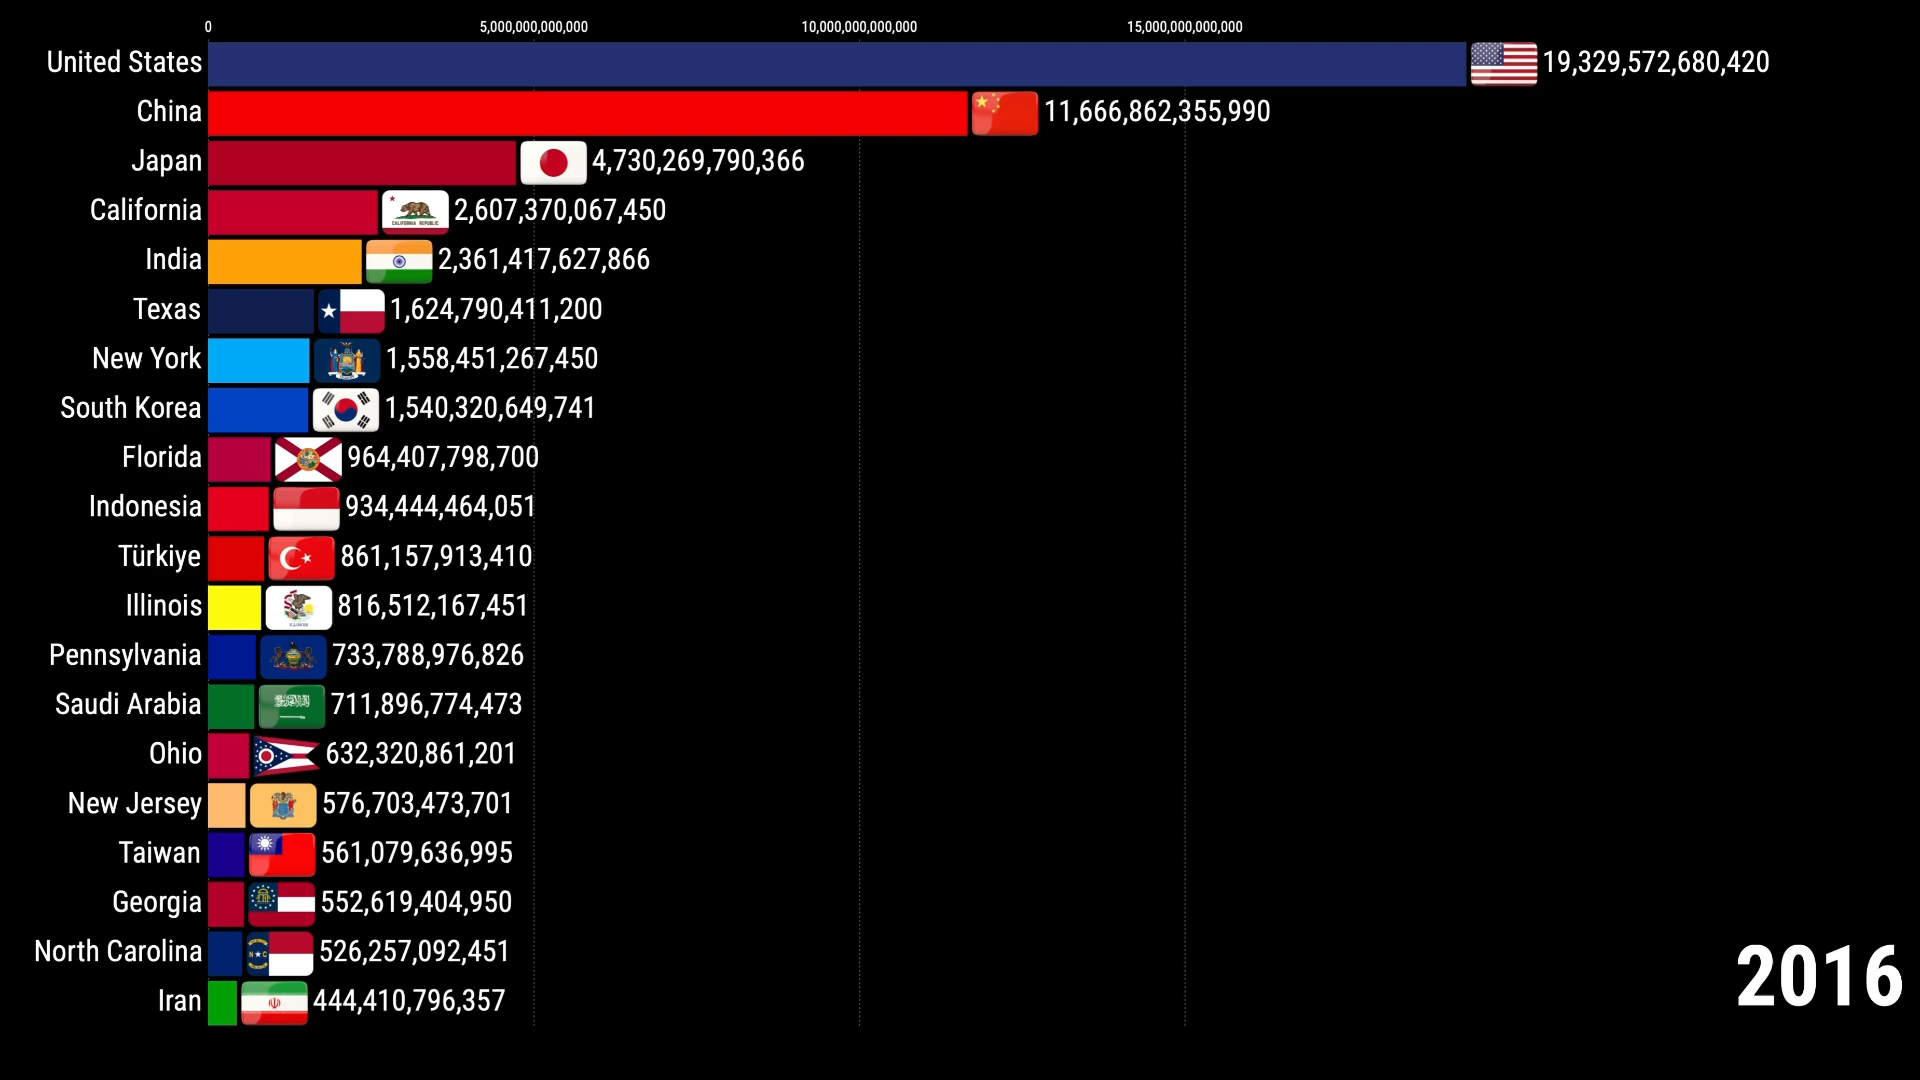 0 5,000,000,000,000 10,000,000,000,000 15,000,000,000,000
United States 19,329,572,680,420
China 11,666,862,355,990
Japan 4,730,269,790,366
California CALIFORNIA REPUBLIC 2,607,370,067,450
India 2,361,417,627,866
Texas 1,624,790,411,200
New York 1,558,451,267,450
South Korea 1,540,320,649,741
Florida 964,407,798,700
Indonesia 934,444,464,051
Türkiye 861,157,913,410
Illinois ILLINOIS 816,512,167,451
Pennsylvania 733,788,976,826
Saudi Arabia 711,896,774,473
Ohio 632,320,861,201
New Jersey 576,703,473,701
Taiwan 561,079,636,995
Georgia 552,619,404,950
North Carolina N C 526,257,092,451
Iran 444,410,796,357
2016